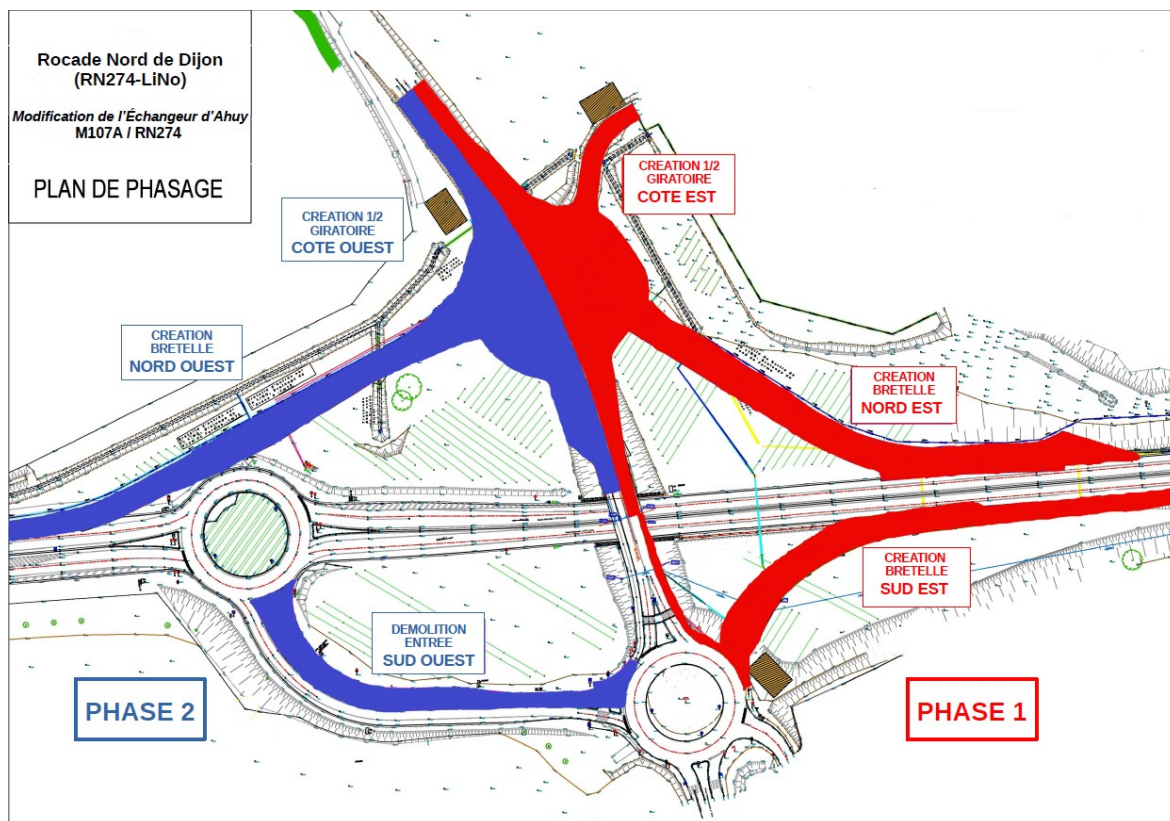 Rocade Nord de Dijon
(RN274-LiNo)
Modification de l'Échangeur d'Ahuy
M107A / RN274
PLAN DE PHASAGE
CREATION 1/2
GIRATOIRE
COTE EST
CREATION 1/2
GIRATOIRE
COTE OUEST
CREATION
BRETELLE
NORD OUEST
CREATION
BRETELLE
NORD EST
CREATION
BRETELLE
SUD EST
DEMOLITION
ENTREE
SUD OUEST
PHASE 2
PHASE 1